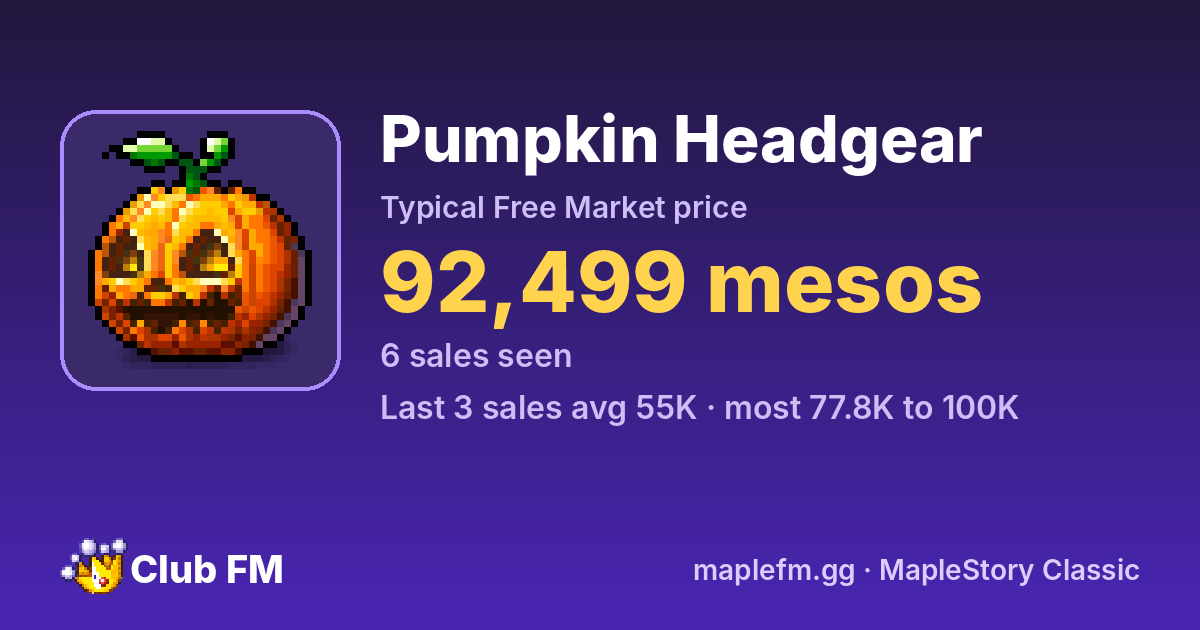 Pumpkin Headgear
Typical Free Market price
92,499 mesos
6 sales seen
Last 3 sales avg 55K · most 77.8K to 100K
Club FM
maplefm.gg · MapleStory Classic